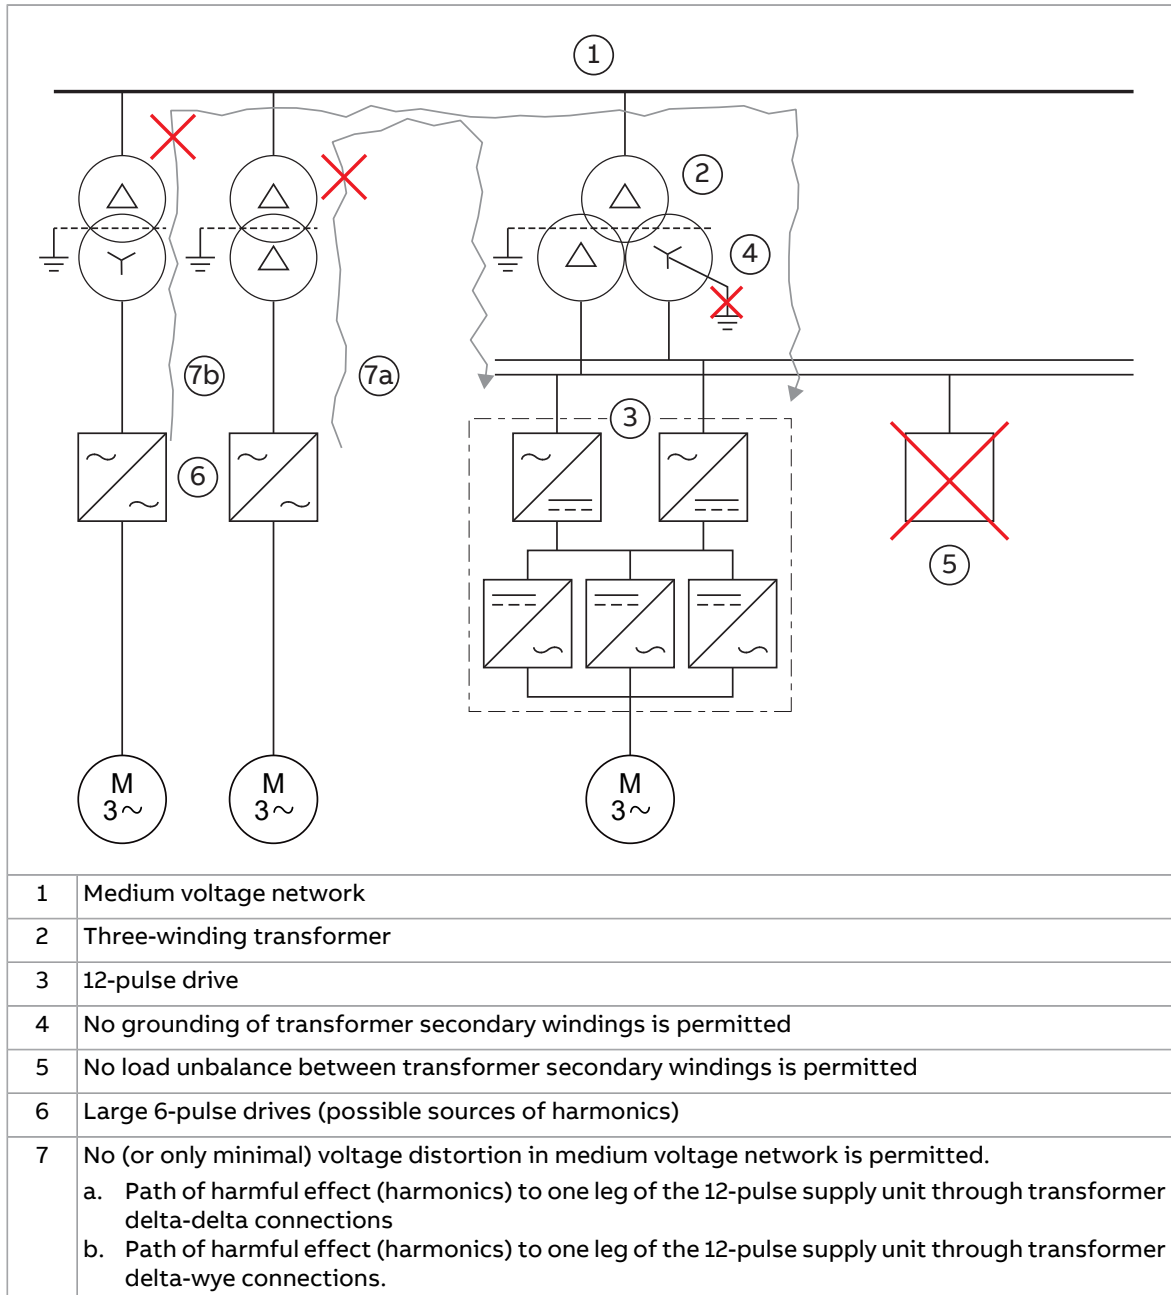 1
2
4
7b
7a
3
6
5
M
3~
M
3~
M
3~
1 Medium voltage network
2 Three-winding transformer
3 12-pulse drive
4 No grounding of transformer secondary windings is permitted
5 No load unbalance between transformer secondary windings is permitted
6 Large 6-pulse drives (possible sources of harmonics)
7 No (or only minimal) voltage distortion in medium voltage network is permitted.
a. Path of harmful effect (harmonics) to one leg of the 12-pulse supply unit through transformer
delta-delta connections
b. Path of harmful effect (harmonics) to one leg of the 12-pulse supply unit through transformer
delta-wye connections.